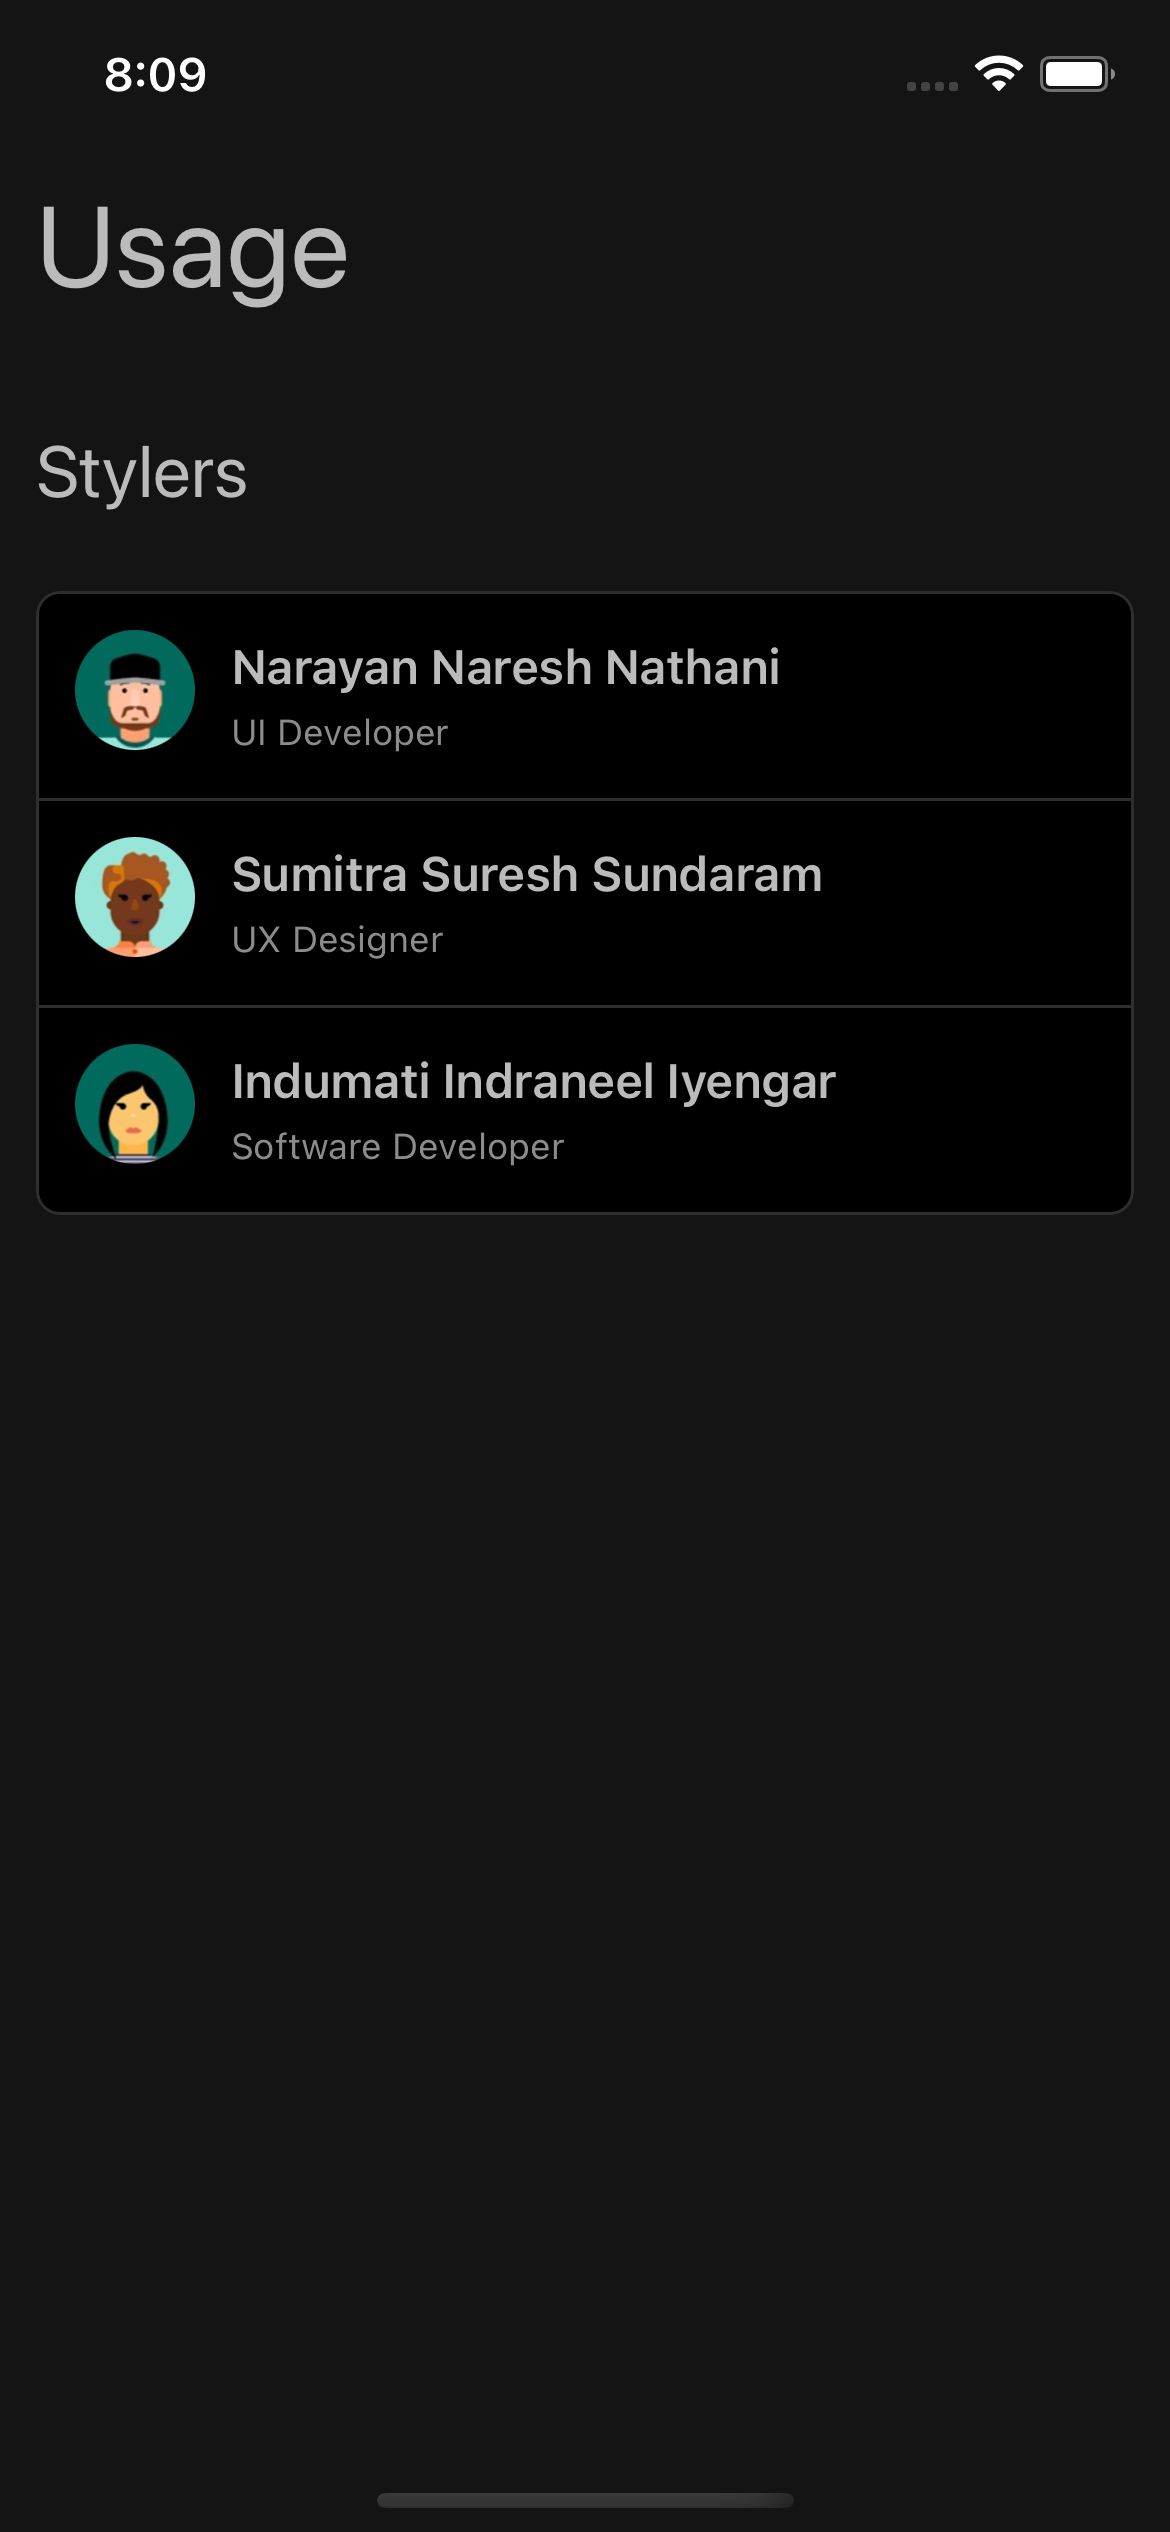 8:09
Usage
Stylers
Narayan Naresh Nathani
UI Developer
Sumitra Suresh Sundaram
UX Designer
Indumati Indraneel Iyengar
Software Developer